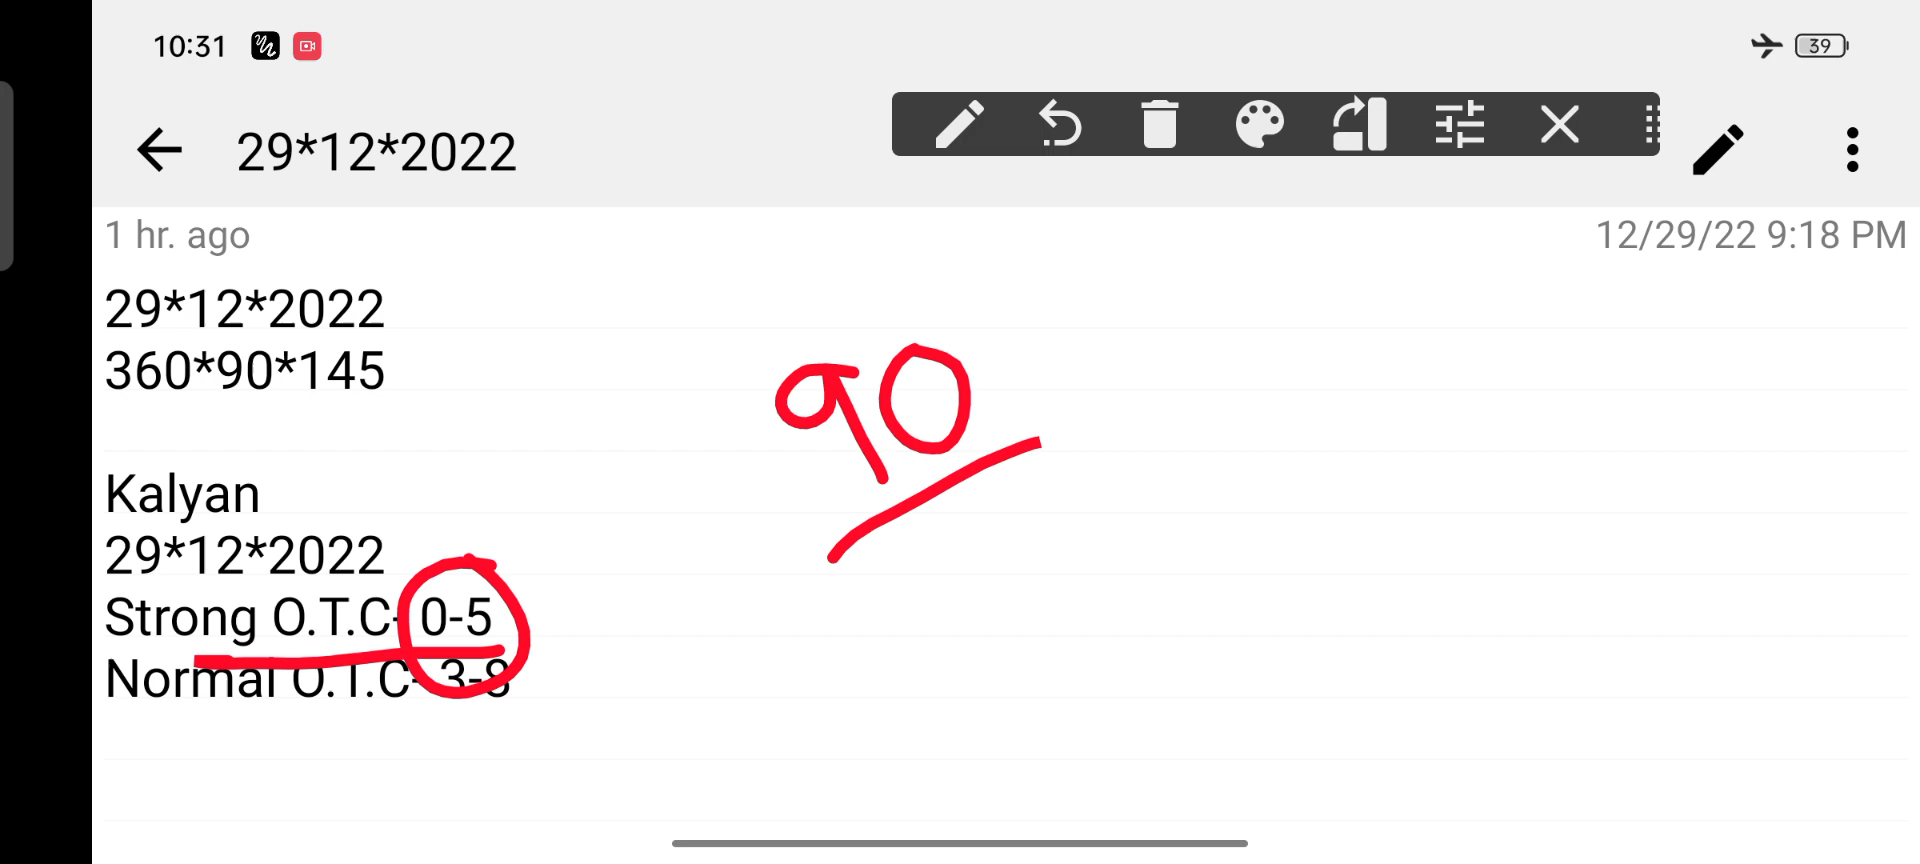 10:31
39
29*12*2022
1 hr. ago
12/29/22 9:18 PM
29*12*2022
360*90*145
90
Kalyan
29*12*2022
Strong O.T.C- 0-5
Normal O.T.C- 3-8